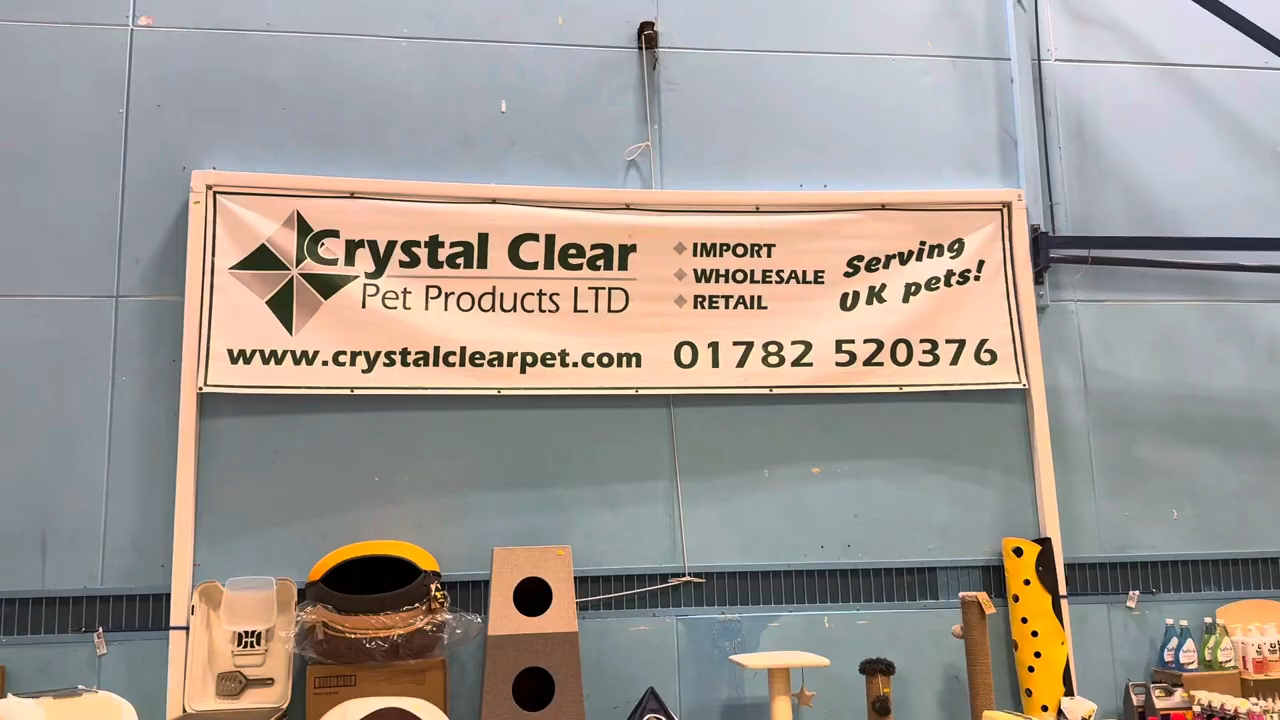 Crystal Clear
Pet Products LTD
www.crystalclearpet.com
IMPORT
WHOLESALE
RETAIL
Serving
UK pets!
01782 520376